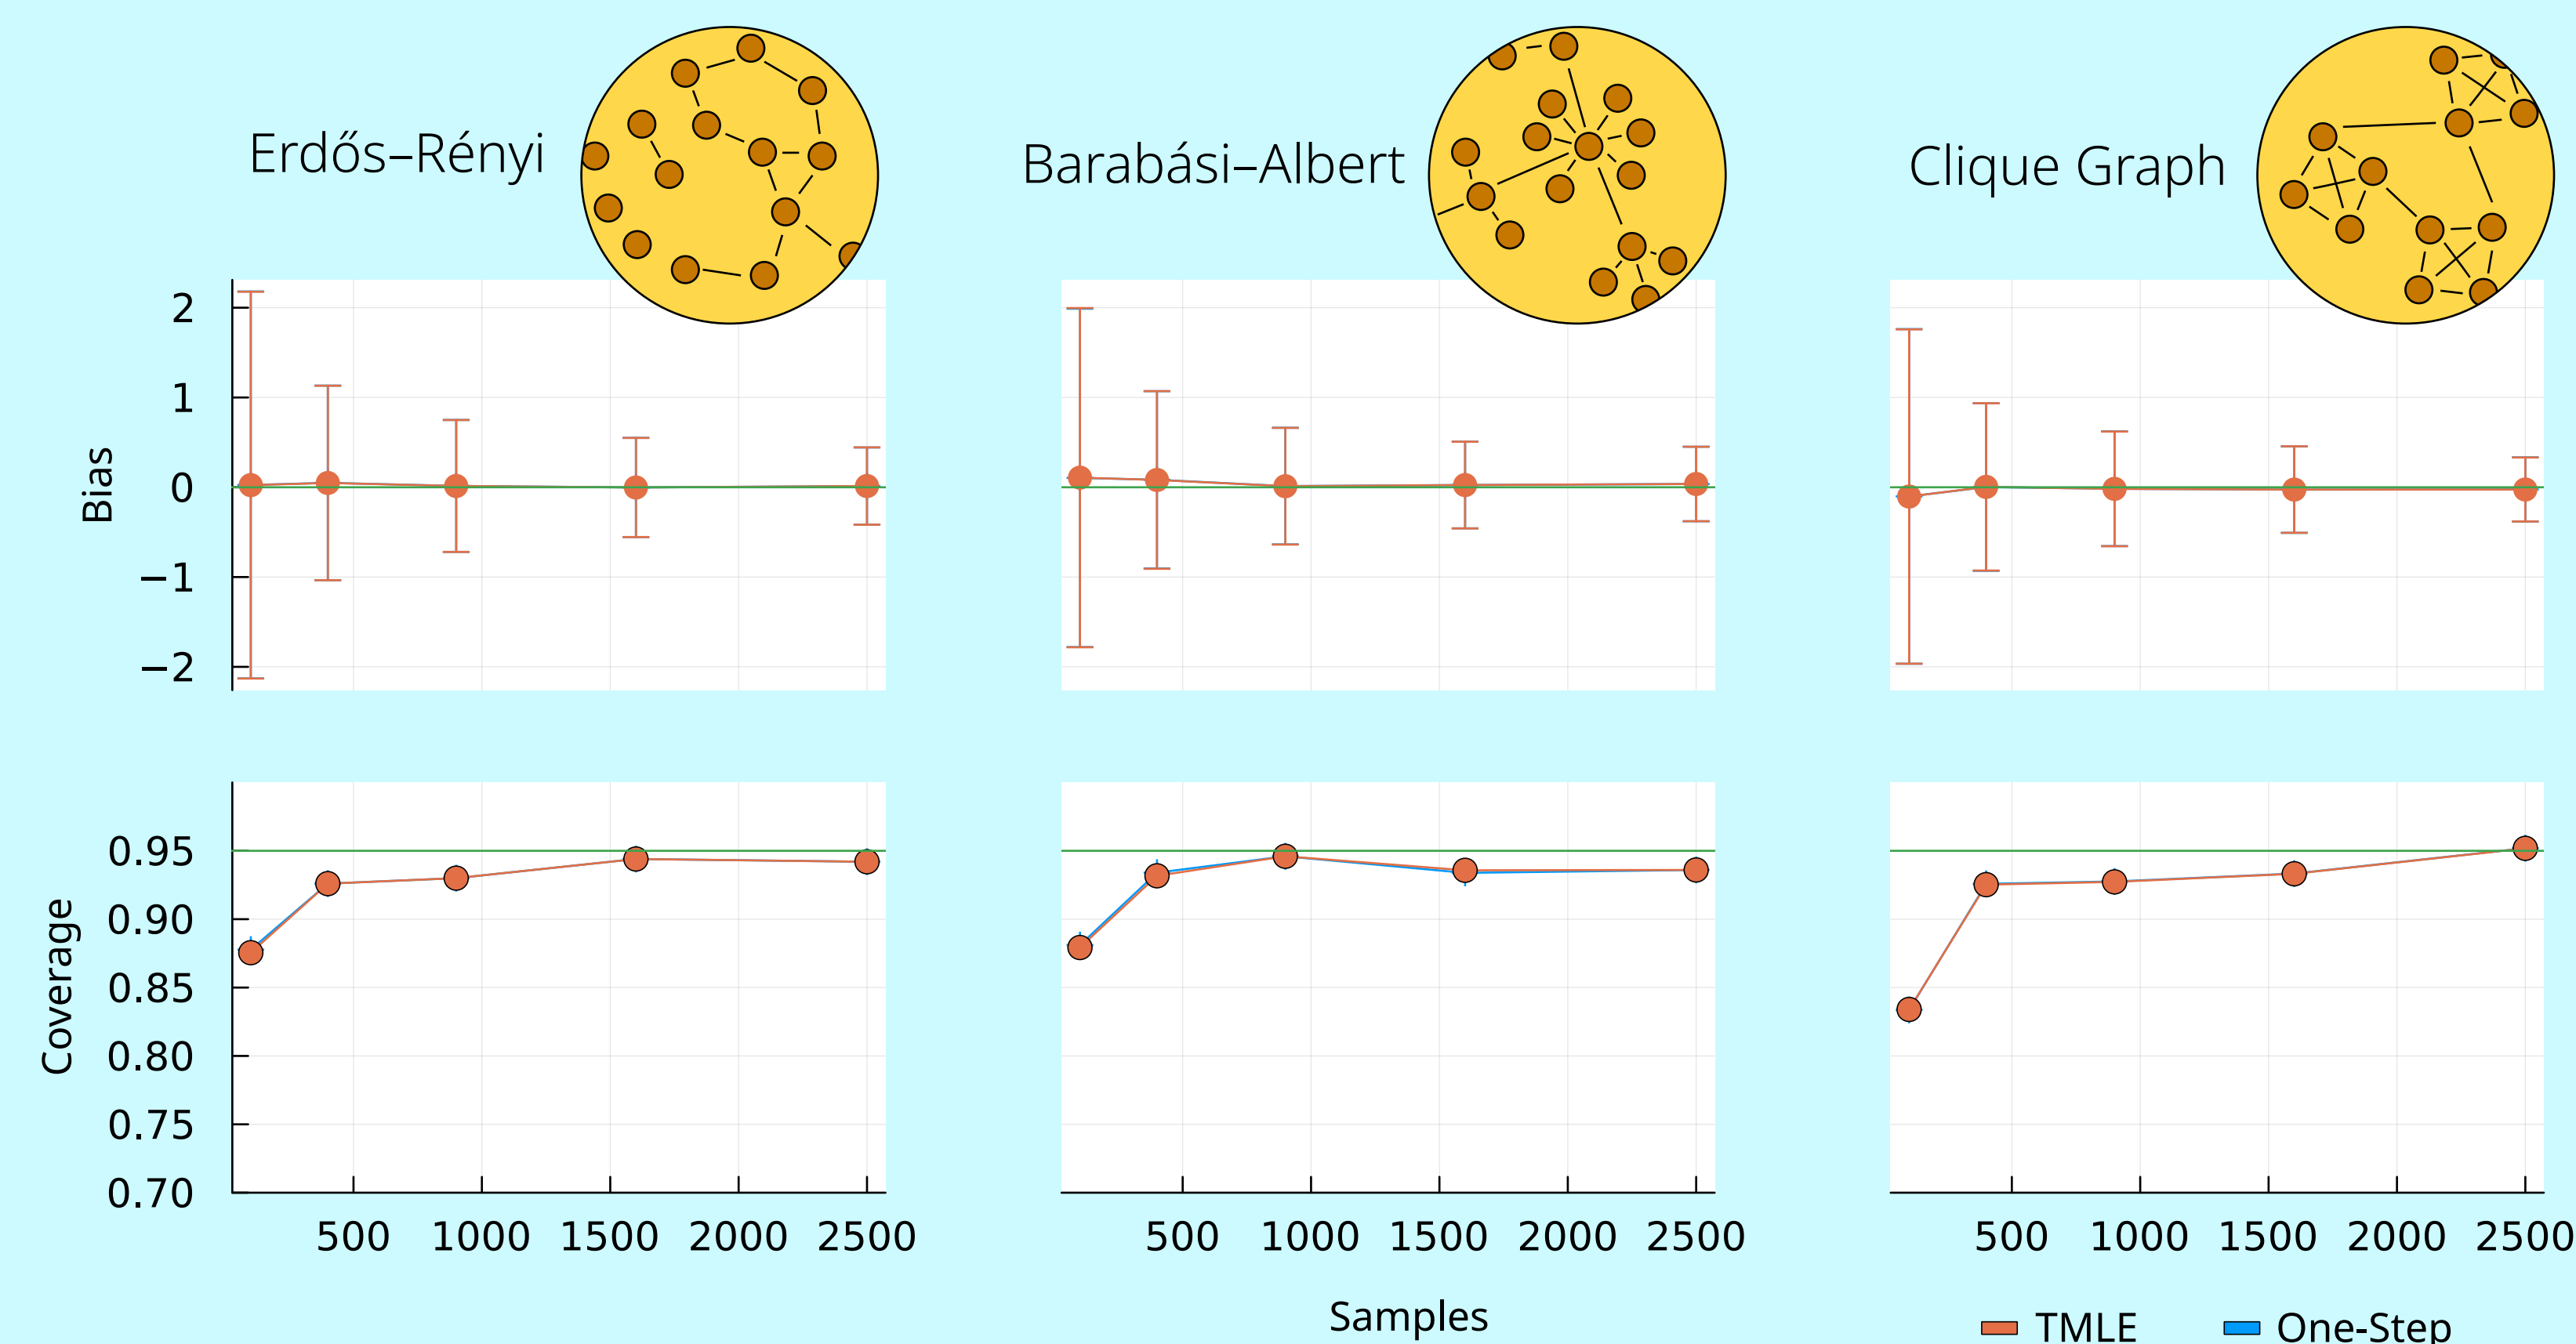 Erdős–Rényi
Barabási–Albert
Clique Graph
Bias
2
1
0
−1
−2
Coverage
0.95
0.90
0.85
0.80
0.75
0.70
500 1000 1500 2000 2500
500 1000 1500 2000 2500
500 1000 1500 2000 2500
Samples
TMLE
One-Step